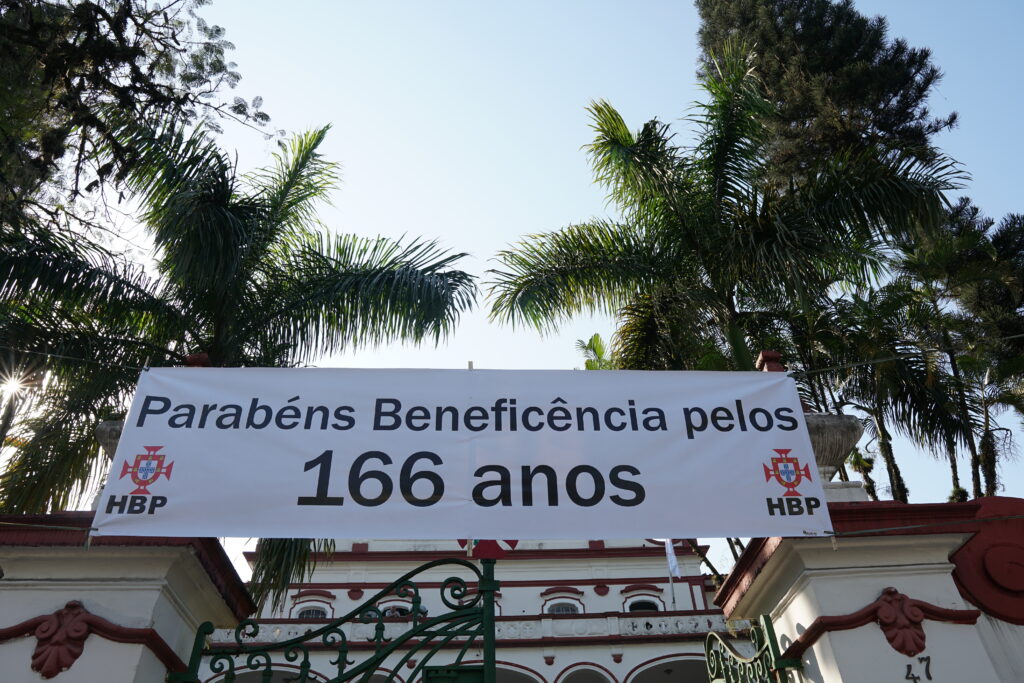 Parabéns Beneficência pelos
166 anos
HBP
HBP
47